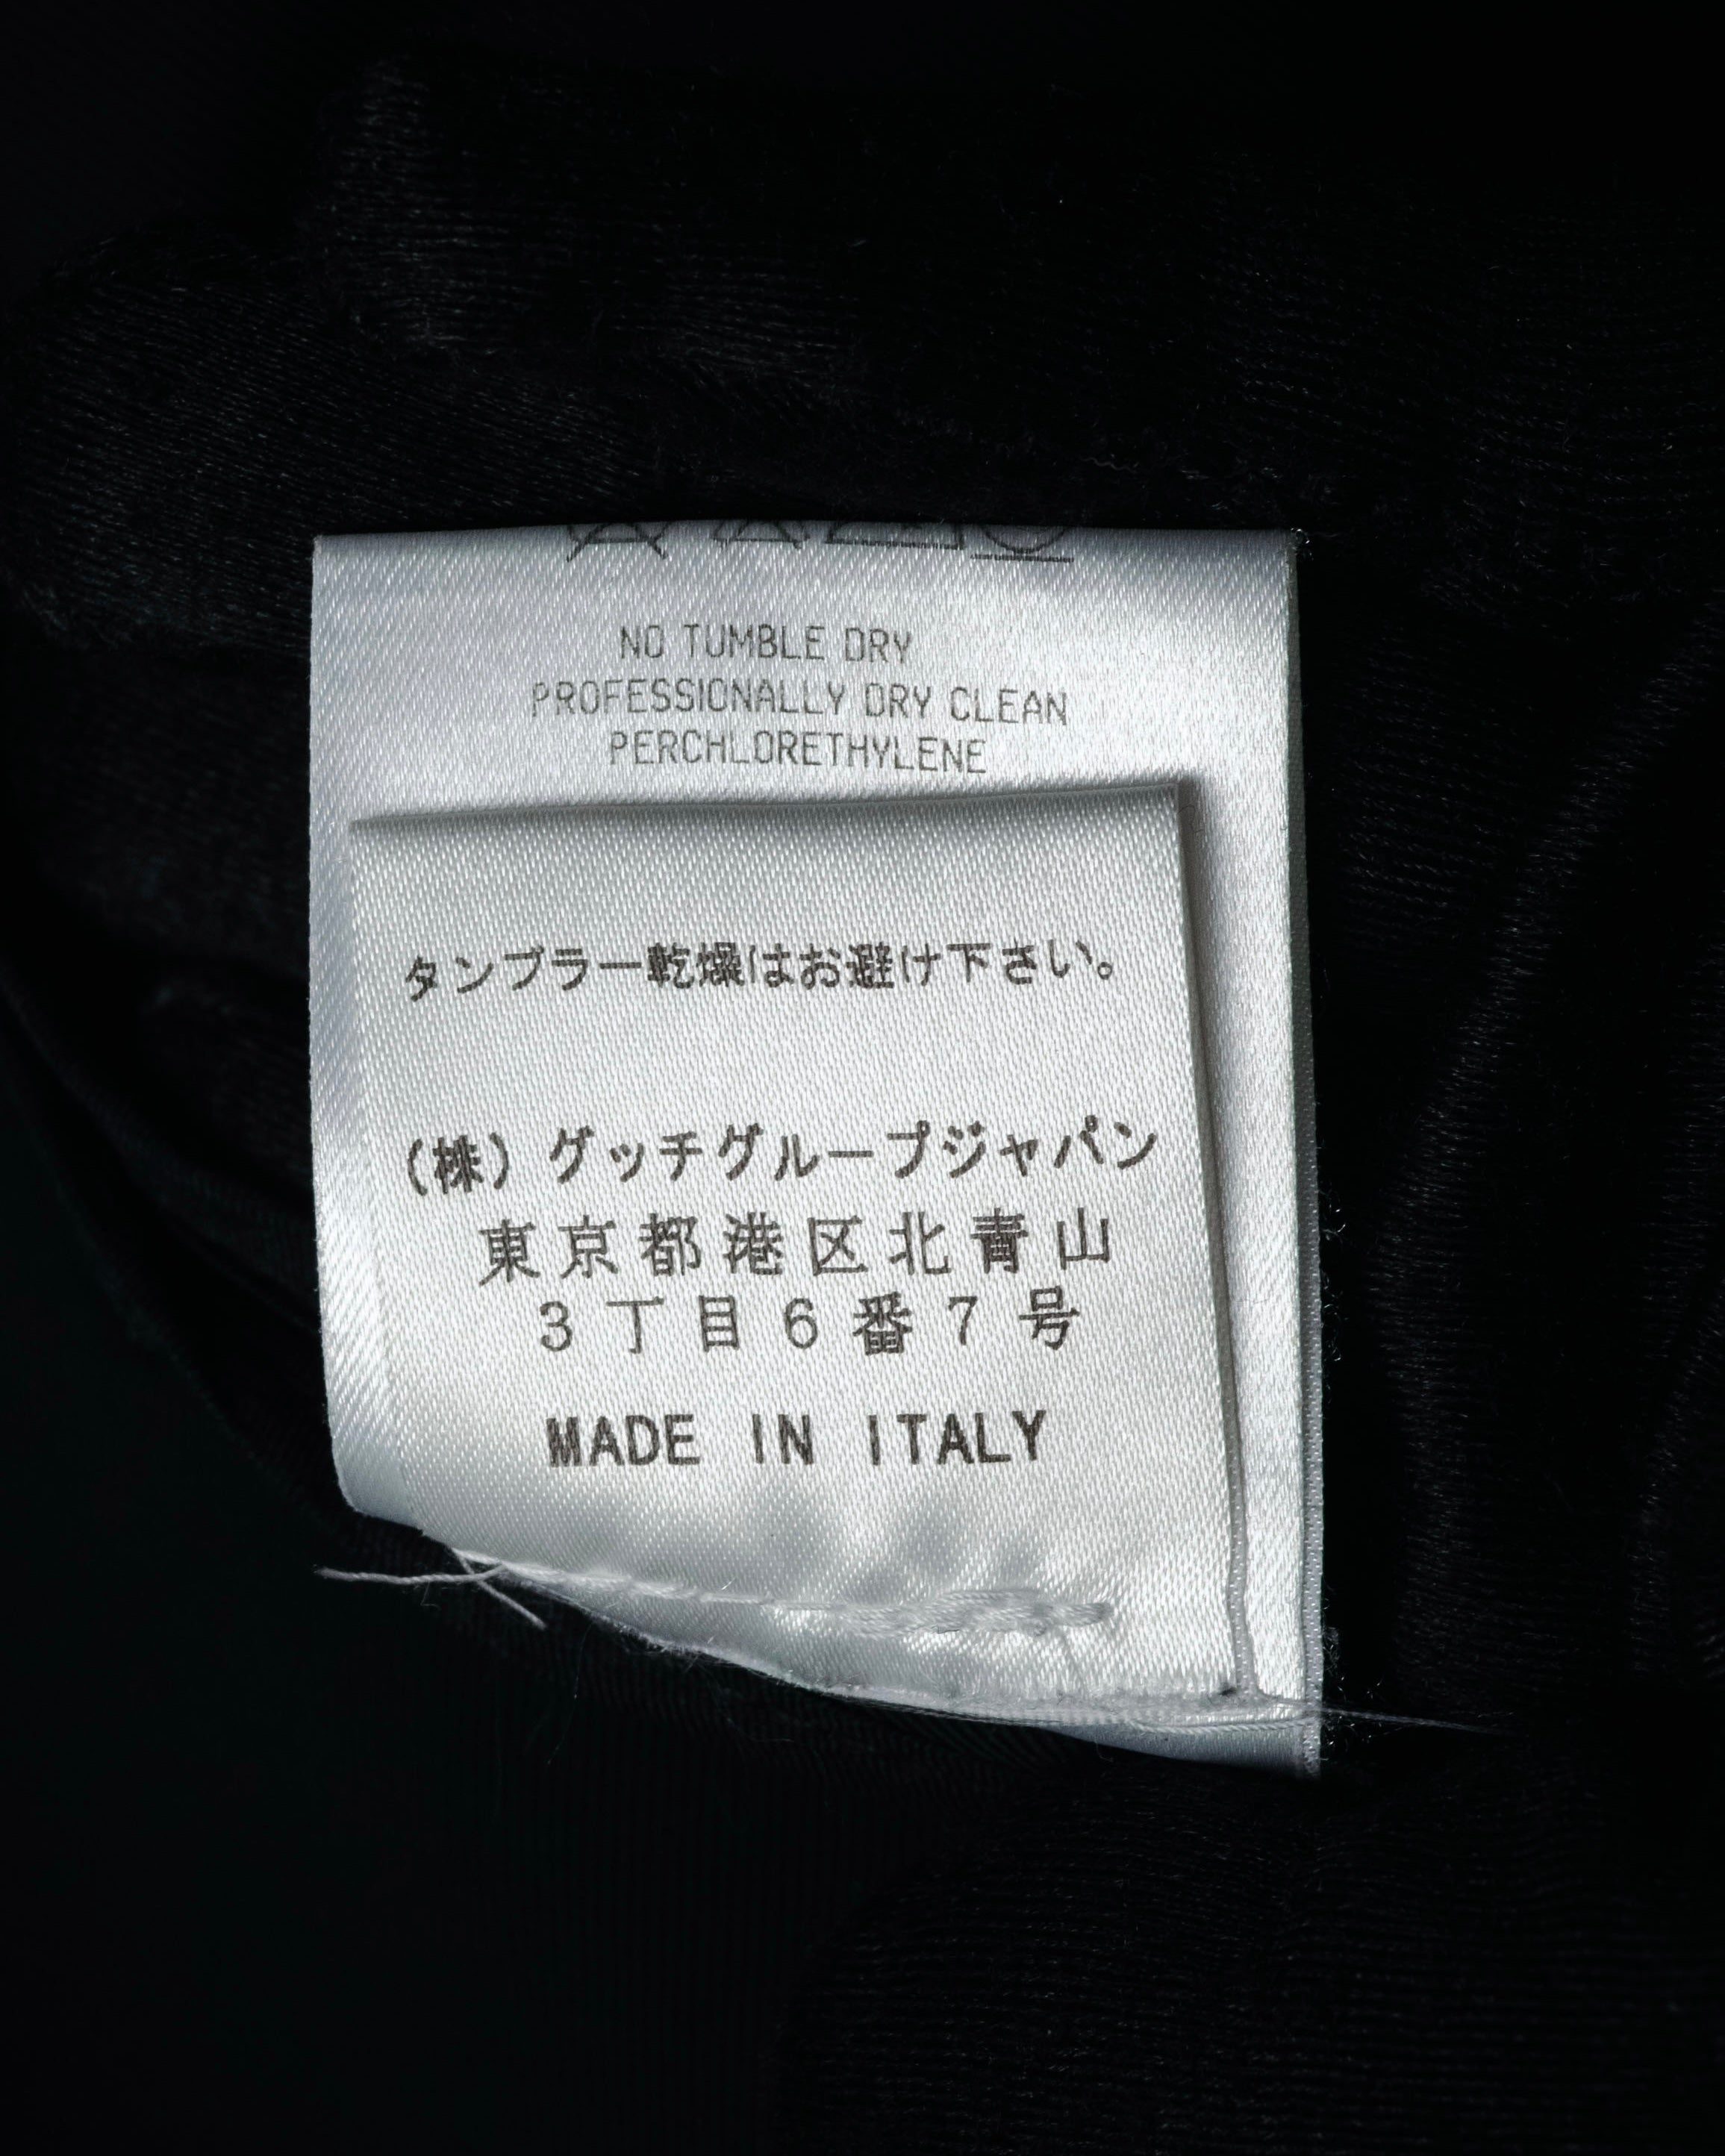 NO TUMBLE DRY
PROFESSIONALLY DRY CLEAN
PERCHLORETHYLENE
タンブラー乾燥はお避け下さい。
(株) グッチグループジャパン
東京都港区北青山
3丁目6番7号
MADE IN ITALY